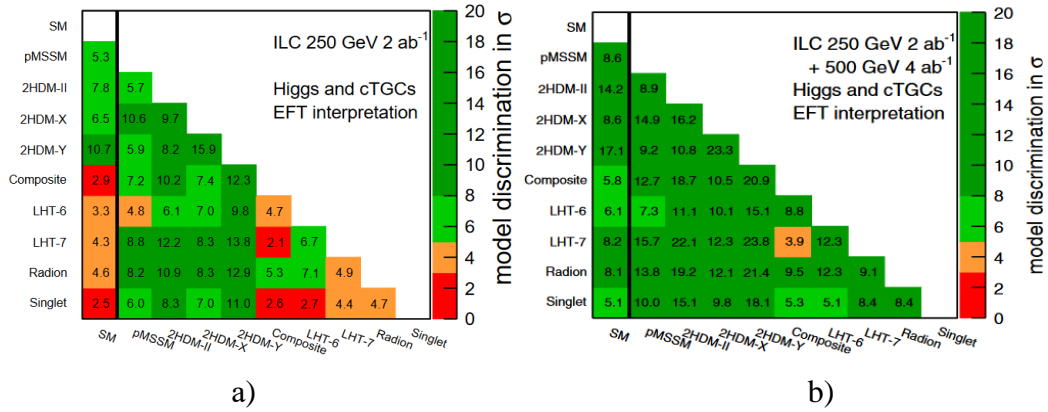 SM
pMSSM 5.3
2HDM-II 7.8 5.7
2HDM-X 6.5 10.6 9.7
2HDM-Y 10.7 5.9 8.2 15.9
Composite 2.9 7.2 10.2 7.4 12.3
LHT-6 3.3 4.8 6.1 7.0 9.8 4.7
LHT-7 4.3 8.8 12.2 8.3 13.8 2.1 6.7
Radion 4.6 8.2 10.9 8.3 12.9 5.3 7.1 4.9
Singlet 2.5 6.0 8.3 7.0 11.0 2.6 2.7 4.4 4.7
SM pMSSM 2HDM-II 2HDM-X 2HDM-Y Composite LHT-6 LHT-7 Radion Singlet
ILC 250 GeV 2 ab-1
Higgs and cTGCs
EFT interpretation
20
18
16
14
12
10
8
6
4
2
0
model discrimination in σ
a)
SM
pMSSM 8.6
2HDM-II 14.2 8.9
2HDM-X 8.6 14.9 16.2
2HDM-Y 17.1 9.2 10.8 23.3
Composite 5.8 12.7 18.7 10.5 20.9
LHT-6 6.1 7.3 11.1 10.1 15.1 8.8
LHT-7 8.2 15.7 22.1 12.3 23.8 3.9 12.3
Radion 8.1 13.8 19.2 12.1 21.4 9.5 12.3 9.1
Singlet 5.1 10.0 15.1 9.8 18.1 5.3 5.1 8.4 8.4
SM pMSSM 2HDM-II 2HDM-X 2HDM-Y Composite LHT-6 LHT-7 Radion Singlet
ILC 250 GeV 2 ab-1
+ 500 GeV 4 ab-1
Higgs and cTGCs
EFT interpretation
20
18
16
14
12
10
8
6
4
2
0
model discrimination in σ
b)